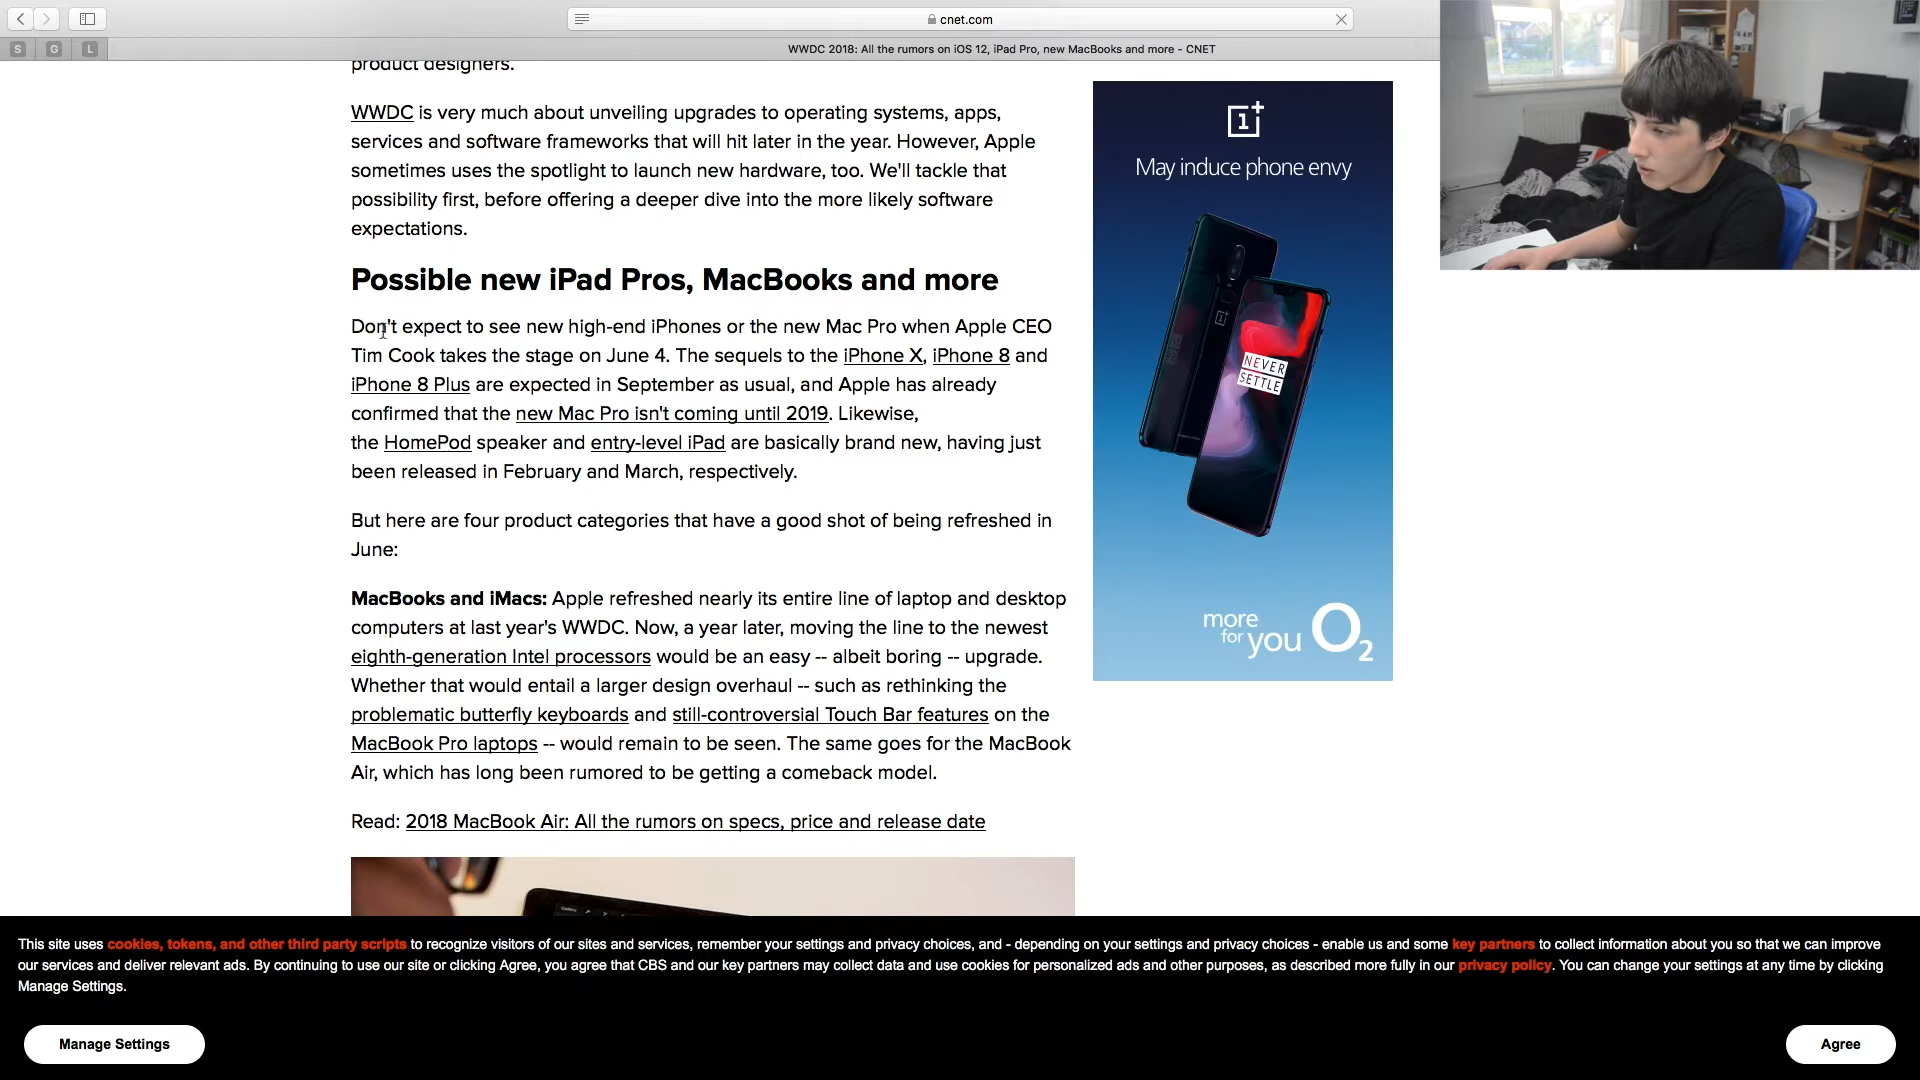 cnet.com
S G L
WWDC 2018: All the rumors on iOS 12, iPad Pro, new MacBooks and more - CNET
product designers.
WWDC is very much about unveiling upgrades to operating systems, apps,
services and software frameworks that will hit later in the year. However, Apple
sometimes uses the spotlight to launch new hardware, too. We'll tackle that
possibility first, before offering a deeper dive into the more likely software
expectations.
Possible new iPad Pros, MacBooks and more
Don't expect to see new high-end iPhones or the new Mac Pro when Apple CEO
Tim Cook takes the stage on June 4. The sequels to the iPhone X, iPhone 8 and
iPhone 8 Plus are expected in September as usual, and Apple has already
confirmed that the new Mac Pro isn't coming until 2019. Likewise,
the HomePod speaker and entry-level iPad are basically brand new, having just
been released in February and March, respectively.
But here are four product categories that have a good shot of being refreshed in
June:
MacBooks and iMacs: Apple refreshed nearly its entire line of laptop and desktop
computers at last year's WWDC. Now, a year later, moving the line to the newest
eighth-generation Intel processors would be an easy -- albeit boring -- upgrade.
Whether that would entail a larger design overhaul -- such as rethinking the
problematic butterfly keyboards and still-controversial Touch Bar features on the
MacBook Pro laptops -- would remain to be seen. The same goes for the MacBook
Air, which has long been rumored to be getting a comeback model.
Read: 2018 MacBook Air: All the rumors on specs, price and release date
1+
May induce phone envy
NEVER
SETTLE
more
for you O2
This site uses cookies, tokens, and other third party scripts to recognize visitors of our sites and services, remember your settings and privacy choices, and - depending on your settings and privacy choices - enable us and some key partners to collect information about you so that we can improve
our services and deliver relevant ads. By continuing to use our site or clicking Agree, you agree that CBS and our key partners may collect data and use cookies for personalized ads and other purposes, as described more fully in our privacy policy. You can change your settings at any time by clicking
Manage Settings.
Manage Settings
Agree